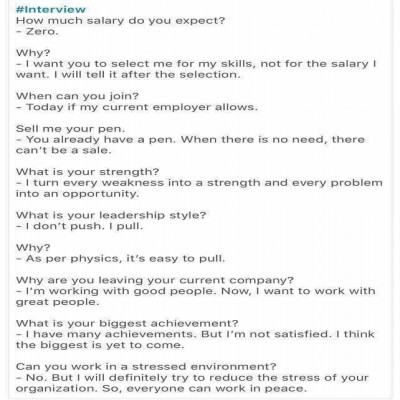 #Interview
How much salary do you expect?
- Zero.
Why?
- I want you to select me for my skills, not for the salary I
want. I will tell it after the selection.
When can you join?
- Today if my current employer allows.
Sell me your pen.
- You already have a pen. When there is no need, there
can't be a sale.
What is your strength?
- I turn every weakness into a strength and every problem
into an opportunity.
What is your leadership style?
- I don't push. I pull.
Why?
- As per physics, it's easy to pull.
Why are you leaving your current company?
- I'm working with good people. Now, I want to work with
great people.
What is your biggest achievement?
- I have many achievements. But I'm not satisfied. I think
the biggest is yet to come.
Can you work in a stressed environment?
- No. But I will definitely try to reduce the stress of your
organization. So, everyone can work in peace.